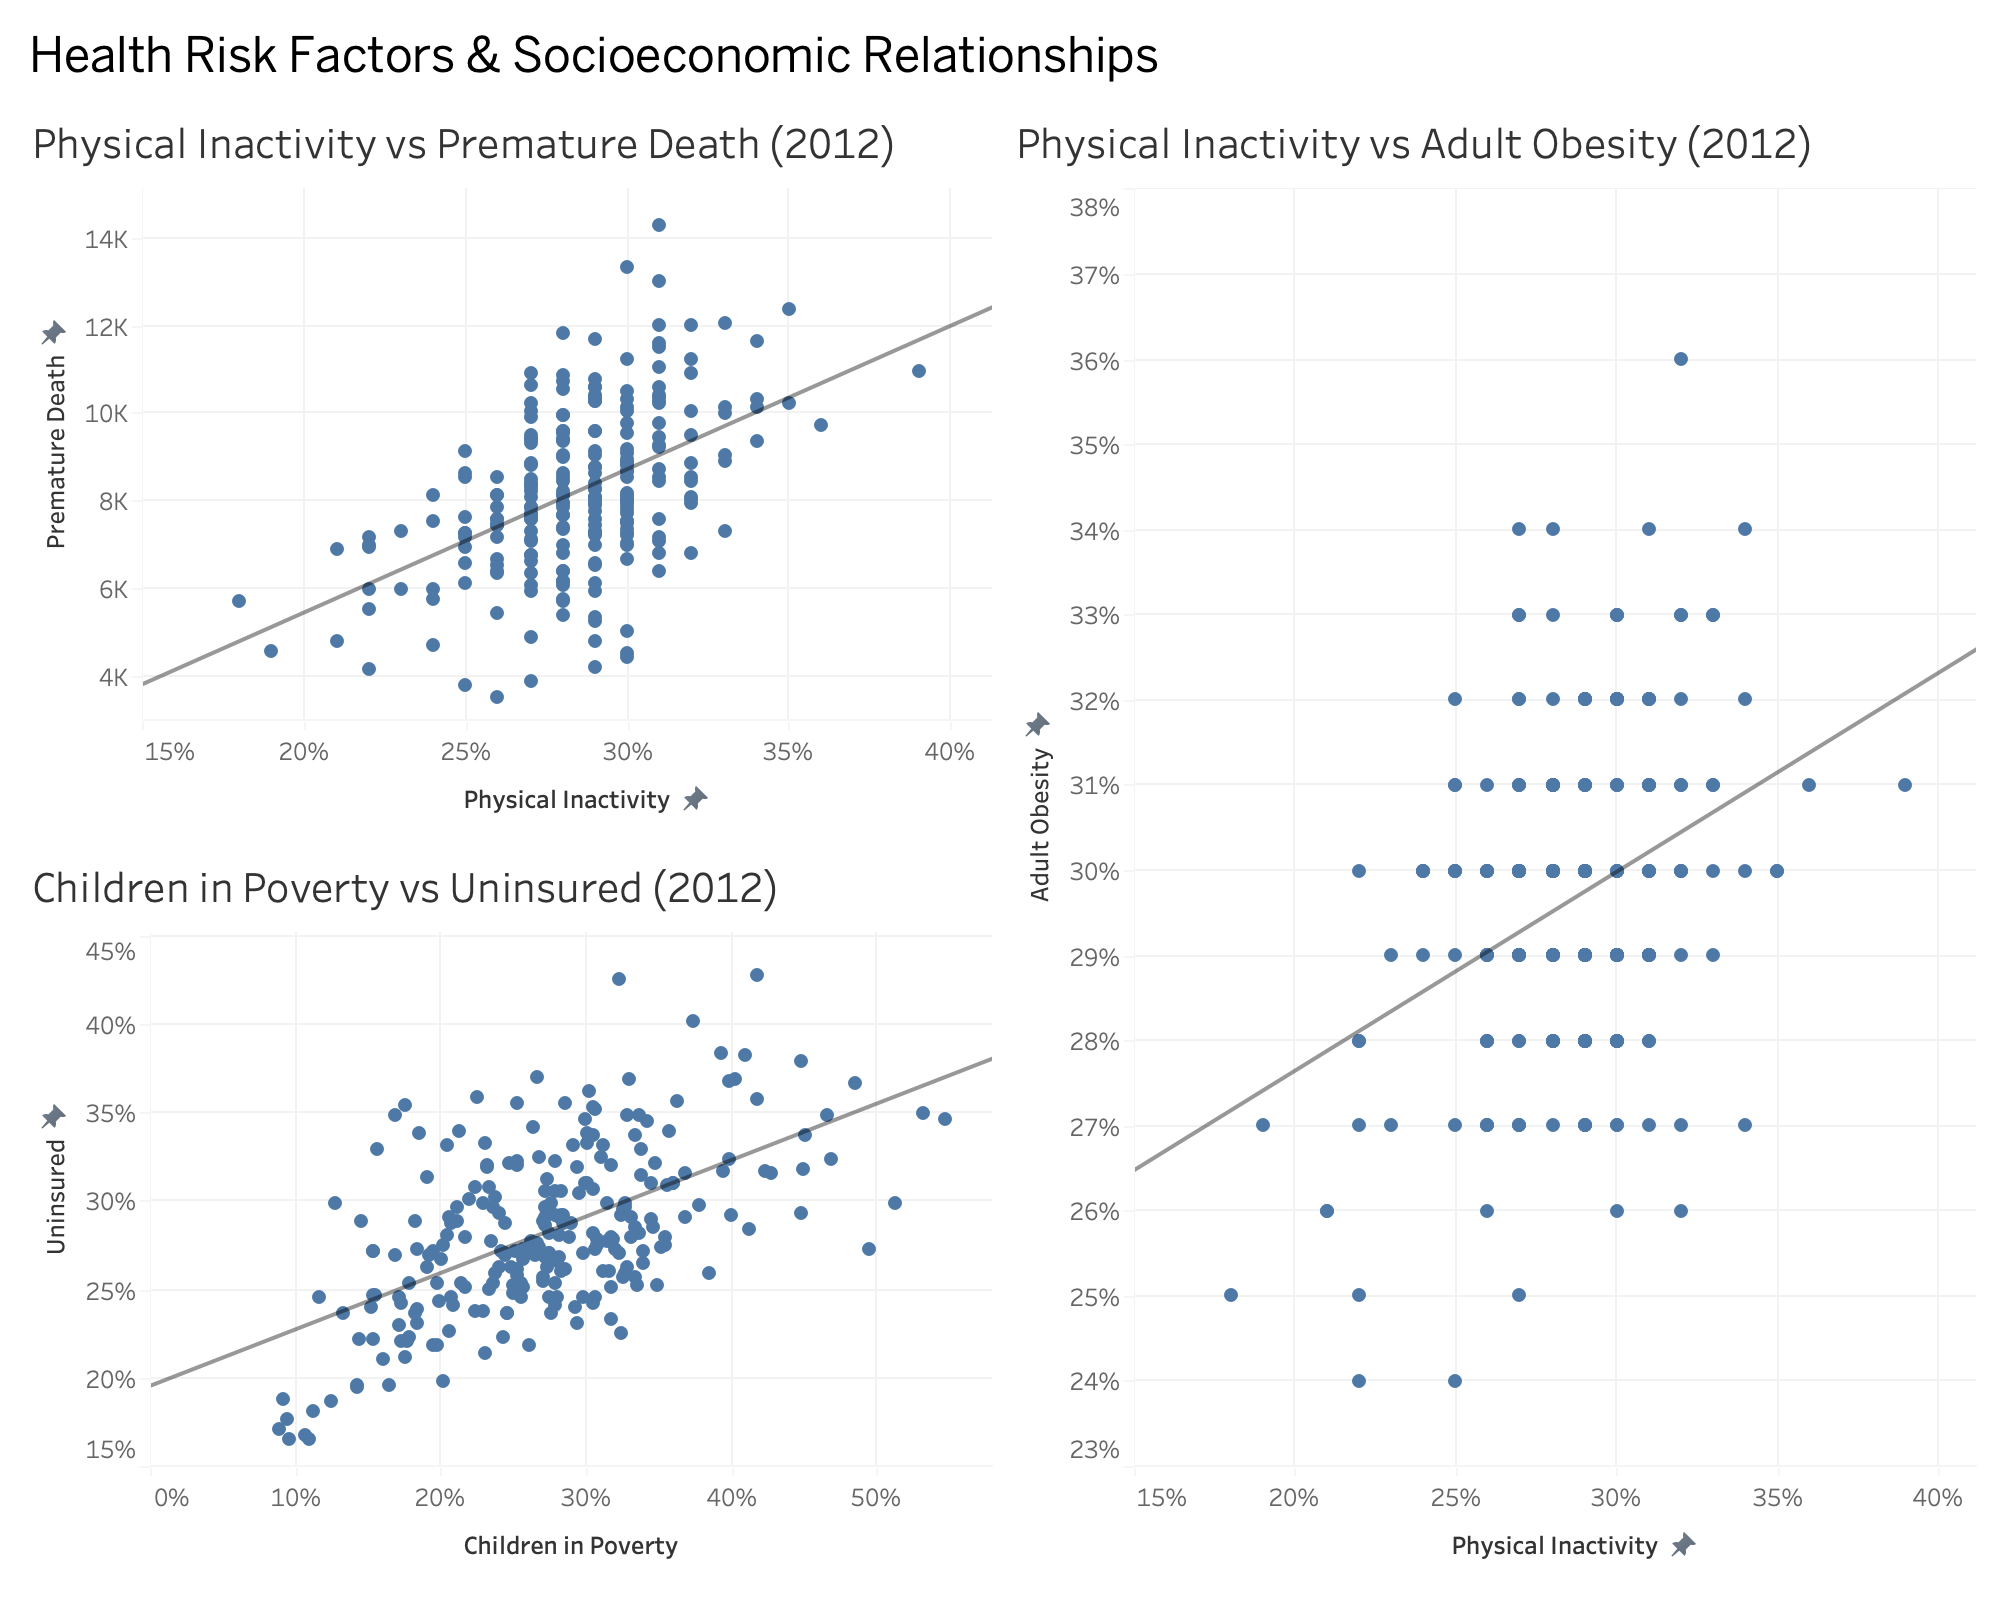 Health Risk Factors & Socioeconomic Relationships
Physical Inactivity vs Premature Death (2012)
14K
12K
10K
8K
6K
4K
Premature Death
15% 20% 25% 30% 35% 40%
Physical Inactivity
Children in Poverty vs Uninsured (2012)
45%
40%
35%
30%
25%
20%
15%
Uninsured
0% 10% 20% 30% 40% 50%
Children in Poverty
Physical Inactivity vs Adult Obesity (2012)
38%
37%
36%
35%
34%
33%
32%
31%
30%
29%
28%
27%
26%
25%
24%
23%
Adult Obesity
15% 20% 25% 30% 35% 40%
Physical Inactivity